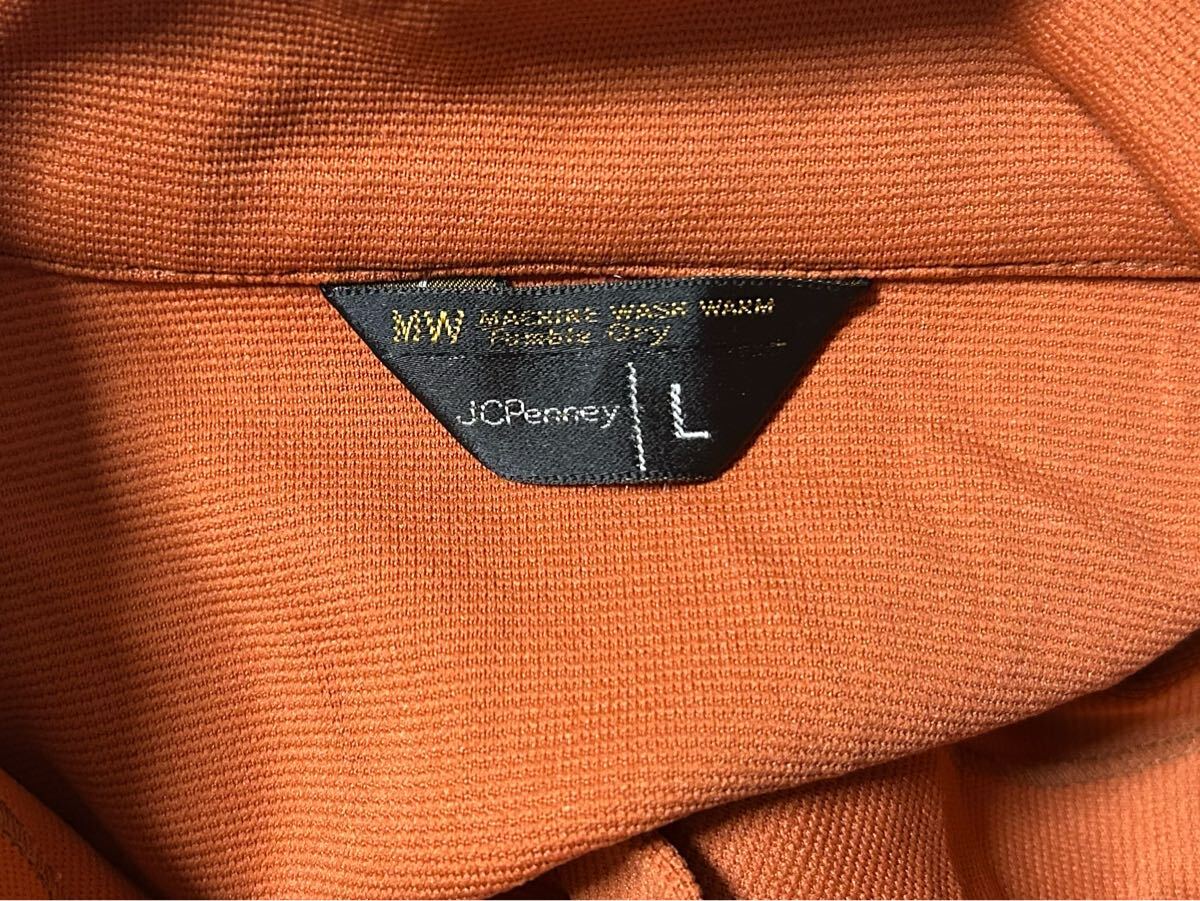 MW MACHINE WASH WARM
Tumble Dry
JCPenney L